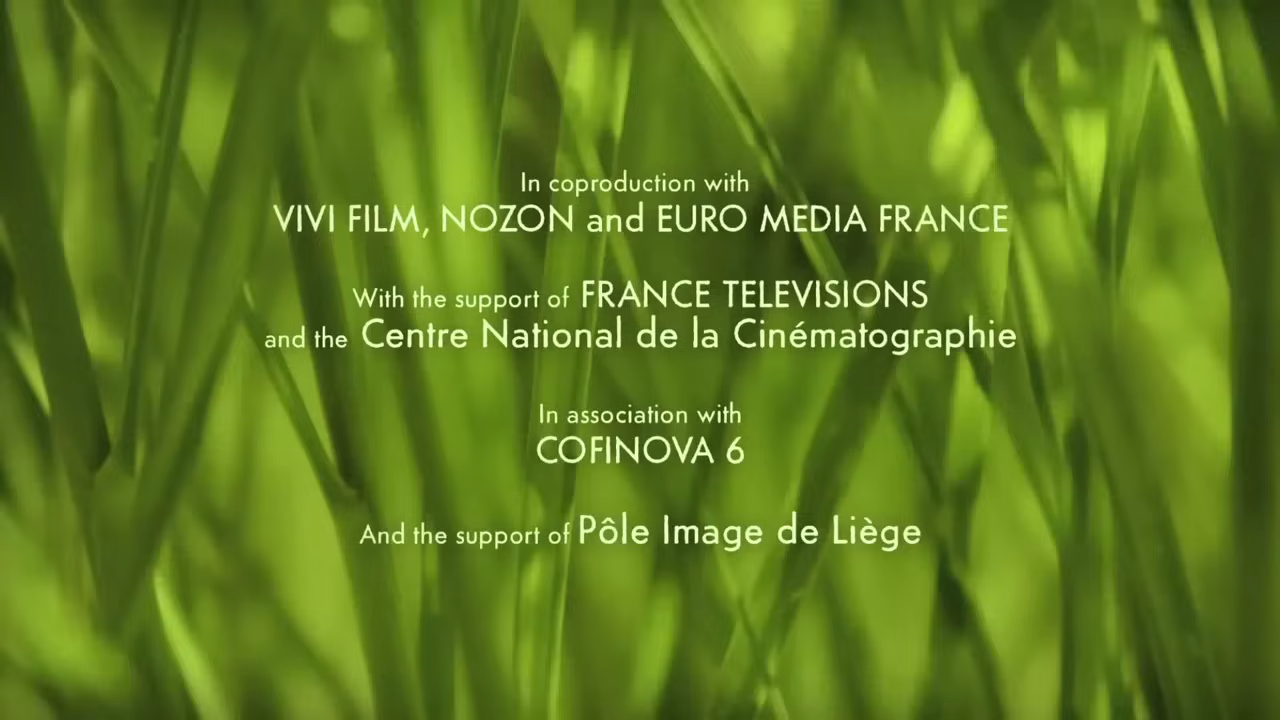 In coproduction with
VIVI FILM, NOZON and EURO MEDIA FRANCE
With the support of FRANCE TELEVISIONS
and the Centre National de la Cinématographie
In association with
COFINOVA 6
And the support of Pôle Image de Liège